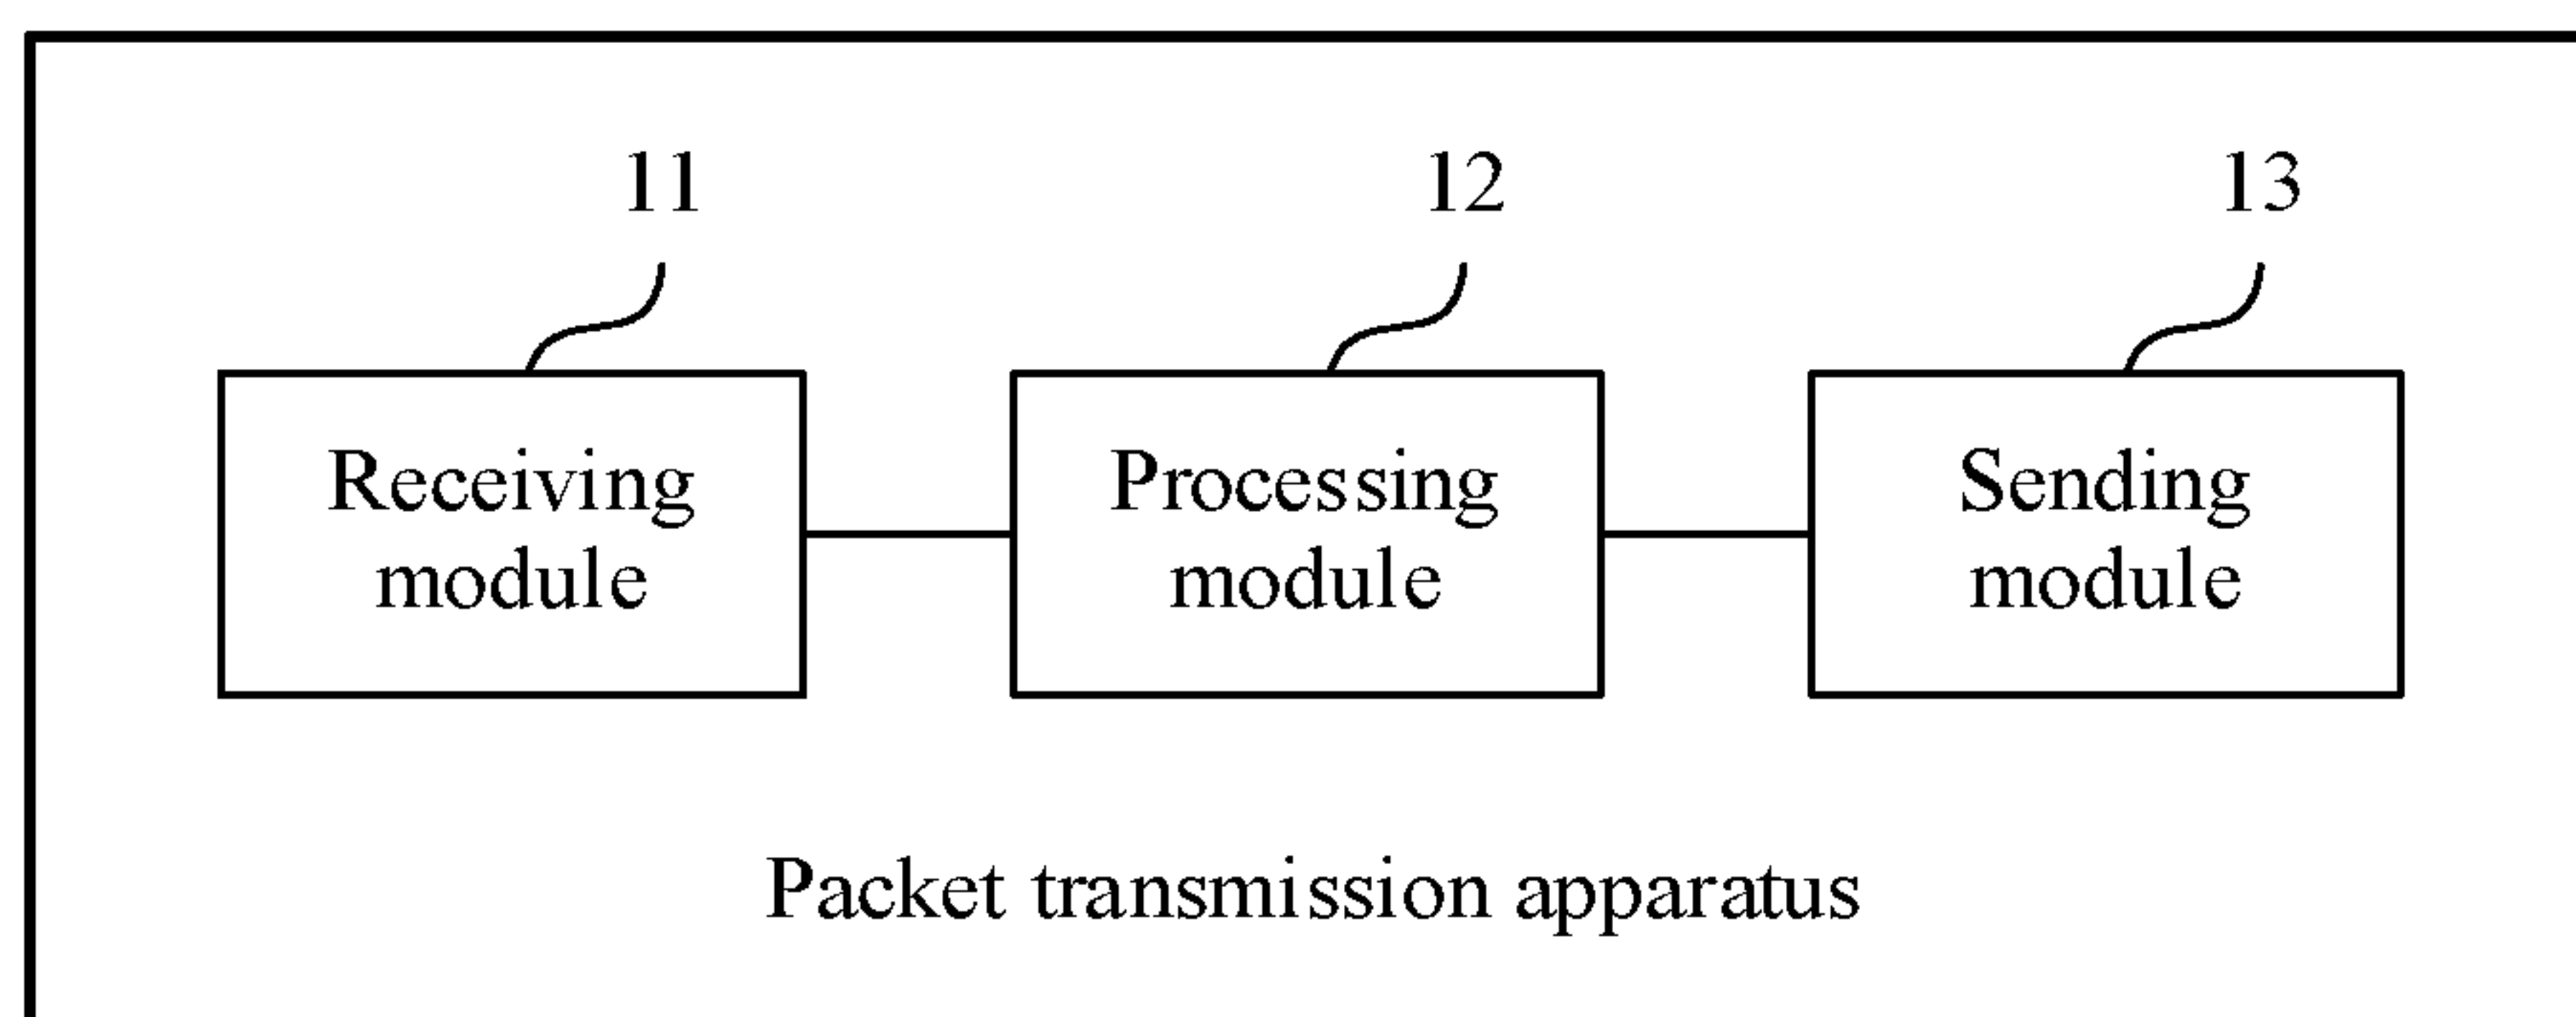 11
12
13
Receiving
module
Processing
module
Sending
module
Packet transmission apparatus